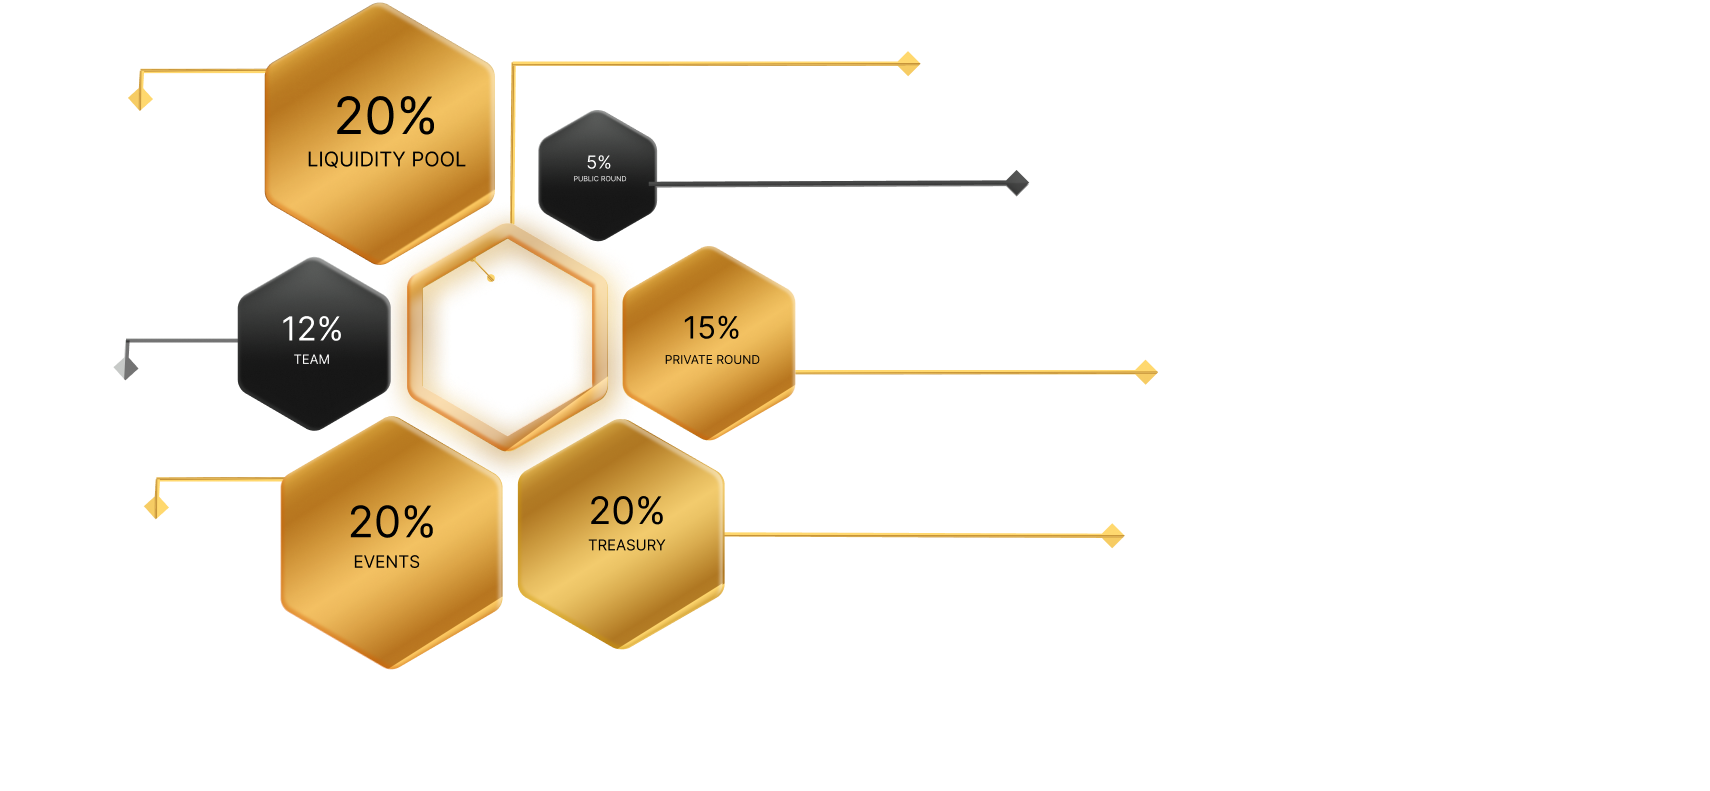 20%
LIQUIDITY POOL
5%
PUBLIC ROUND
12%
TEAM
15%
PRIVATE ROUND
20%
EVENTS
20%
TREASURY